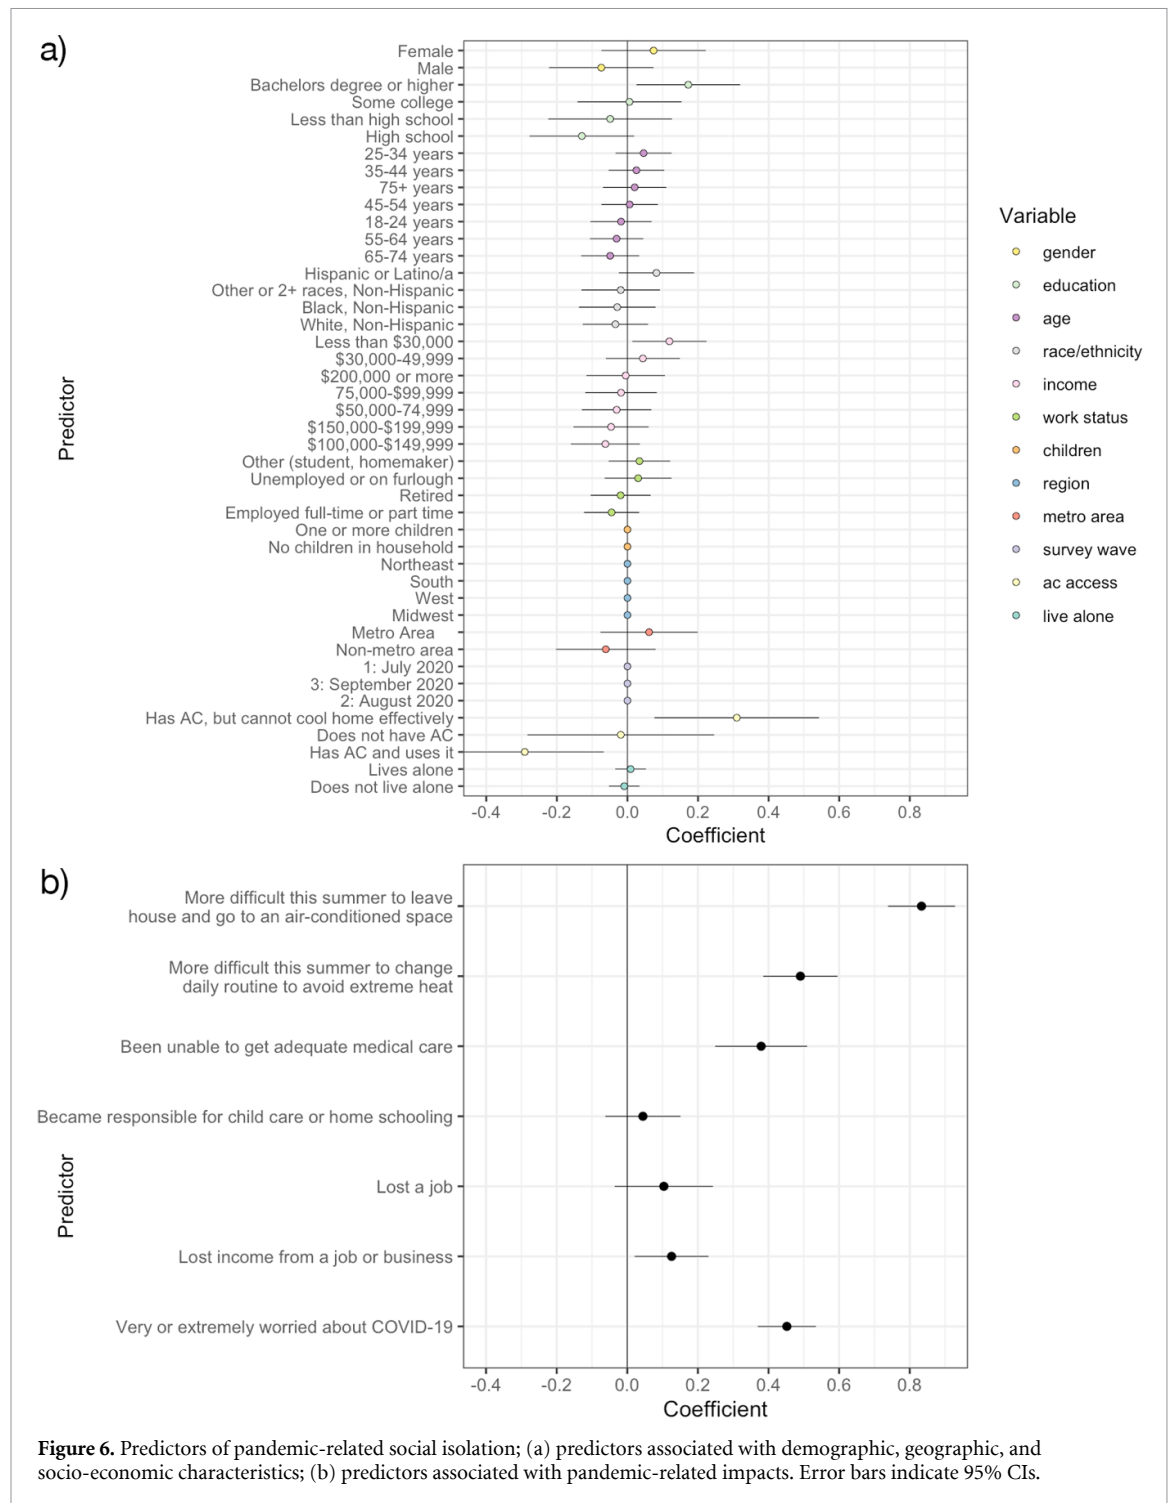 a)
Female
Male
Bachelors degree or higher
Some college
Less than high school
High school
25-34 years
35-44 years
75+ years
45-54 years
18-24 years
55-64 years
65-74 years
Hispanic or Latino/a
Other or 2+ races, Non-Hispanic
Black, Non-Hispanic
White, Non-Hispanic
Less than $30,000
$30,000-49,999
$200,000 or more
75,000-$99,999
$50,000-74,999
$150,000-$199,999
$100,000-$149,999
Other (student, homemaker)
Unemployed or on furlough
Retired
Employed full-time or part time
One or more children
No children in household
Northeast
South
West
Midwest
Metro Area
Non-metro area
1: July 2020
3: September 2020
2: August 2020
Has AC, but cannot cool home effectively
Does not have AC
Has AC and uses it
Lives alone
Does not live alone
Predictor
-0.4 -0.2 0.0 0.2 0.4 0.6 0.8
Coefficient
Variable
gender
education
age
race/ethnicity
income
work status
children
region
metro area
survey wave
ac access
live alone
b)
More difficult this summer to leave
house and go to an air-conditioned space
More difficult this summer to change
daily routine to avoid extreme heat
Been unable to get adequate medical care
Became responsible for child care or home schooling
Lost a job
Lost income from a job or business
Very or extremely worried about COVID-19
Predictor
-0.4 -0.2 0.0 0.2 0.4 0.6 0.8
Coefficient
Figure 6. Predictors of pandemic-related social isolation; (a) predictors associated with demographic, geographic, and
socio-economic characteristics; (b) predictors associated with pandemic-related impacts. Error bars indicate 95% CIs.